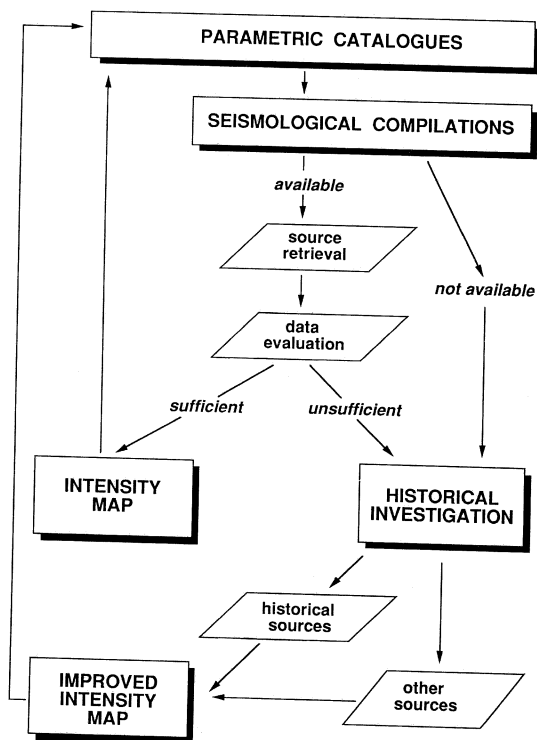 PARAMETRIC CATALOGUES
SEISMOLOGICAL COMPILATIONS
available
source
retrieval
not available
data
evaluation
sufficient
unsufficient
INTENSITY
MAP
HISTORICAL
INVESTIGATION
historical
sources
IMPROVED
INTENSITY
MAP
other
sources